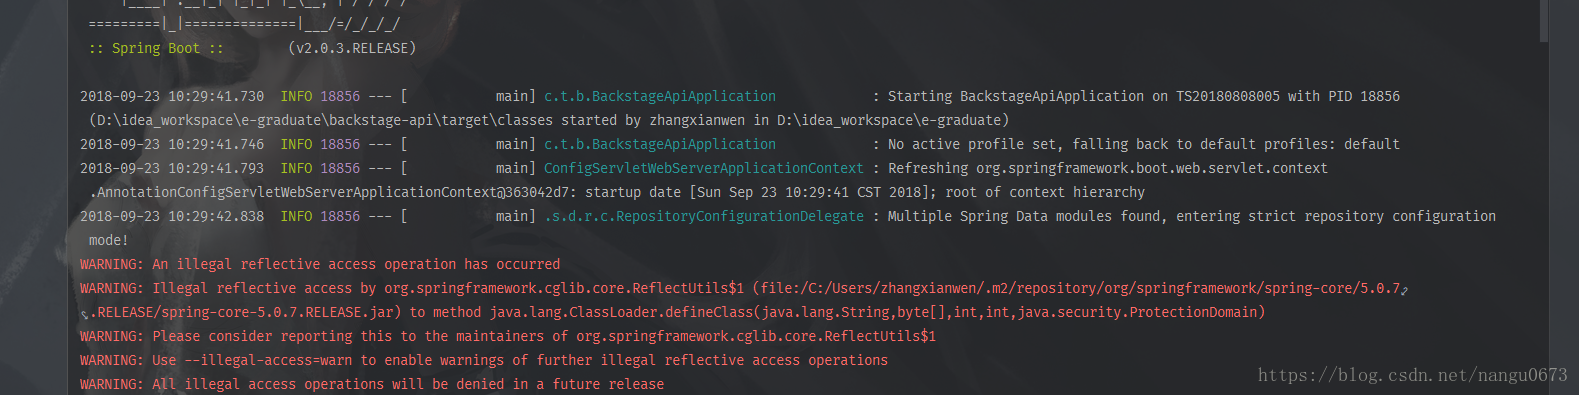 =========|_|==============|___/=/_/_/_/
:: Spring Boot ::        (v2.0.3.RELEASE)
2018-09-23 10:29:41.730  INFO 18856 --- [           main] c.t.b.BackstageApiApplication            : Starting BackstageApiApplication on TS20180808005 with PID 18856
(D:\idea_workspace\e-graduate\backstage-api\target\classes started by zhangxianwen in D:\idea_workspace\e-graduate)
2018-09-23 10:29:41.746  INFO 18856 --- [           main] c.t.b.BackstageApiApplication            : No active profile set, falling back to default profiles: default
2018-09-23 10:29:41.793  INFO 18856 --- [           main] ConfigServletWebServerApplicationContext : Refreshing org.springframework.boot.web.servlet.context
.AnnotationConfigServletWebServerApplicationContext@363042d7: startup date [Sun Sep 23 10:29:41 CST 2018]; root of context hierarchy
2018-09-23 10:29:42.838  INFO 18856 --- [           main] .s.d.r.c.RepositoryConfigurationDelegate : Multiple Spring Data modules found, entering strict repository configuration
mode!
WARNING: An illegal reflective access operation has occurred
WARNING: Illegal reflective access by org.springframework.cglib.core.ReflectUtils$1 (file:/C:/Users/zhangxianwen/.m2/repository/org/springframework/spring-core/5.0.7
.RELEASE/spring-core-5.0.7.RELEASE.jar) to method java.lang.ClassLoader.defineClass(java.lang.String,byte[],int,int,java.security.ProtectionDomain)
WARNING: Please consider reporting this to the maintainers of org.springframework.cglib.core.ReflectUtils$1
WARNING: Use --illegal-access=warn to enable warnings of further illegal reflective access operations
WARNING: All illegal access operations will be denied in a future release
https://blog.csdn.net/nangu0673